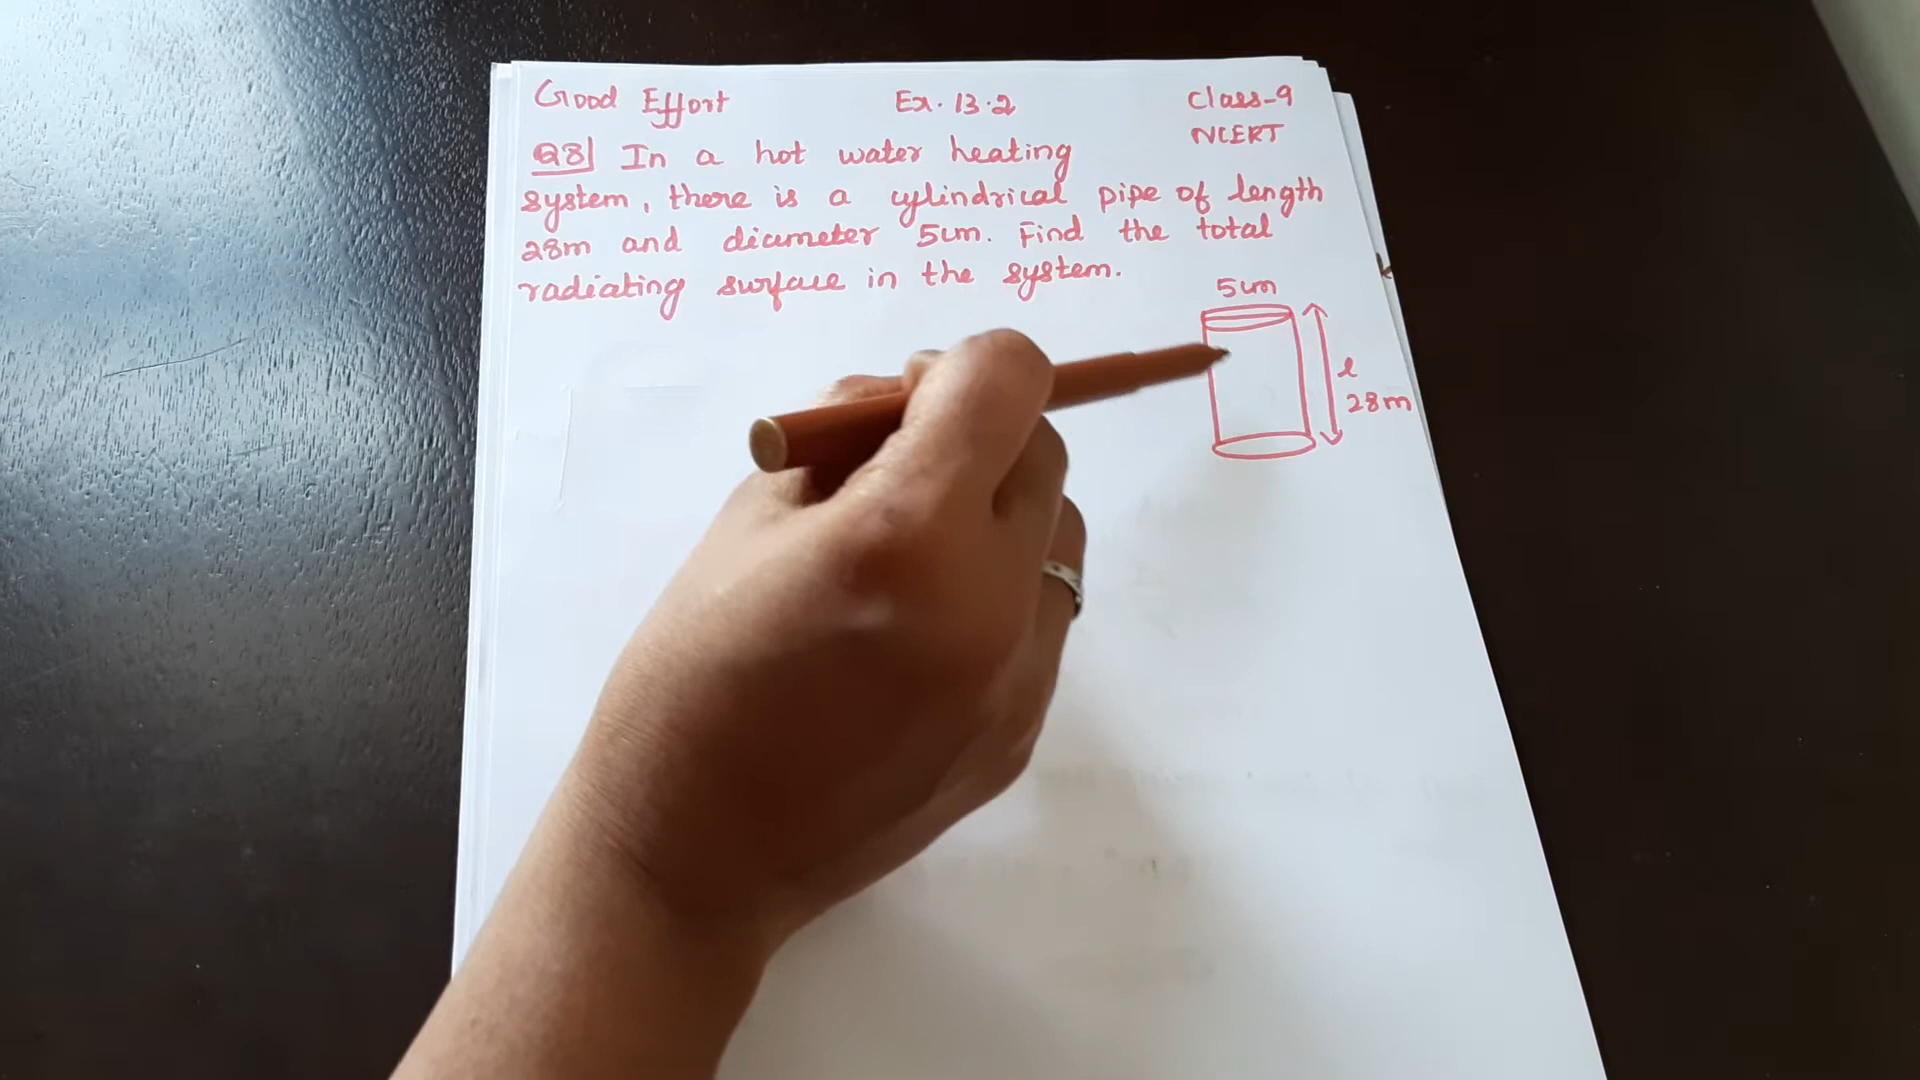 Good Effort Ex. 13.2 Class-9
NCERT
Q8] In a hot water heating
system, there is a cylindrical pipe of length
28m and diameter 5cm. Find the total
radiating surface in the system.
5cm
l
28m